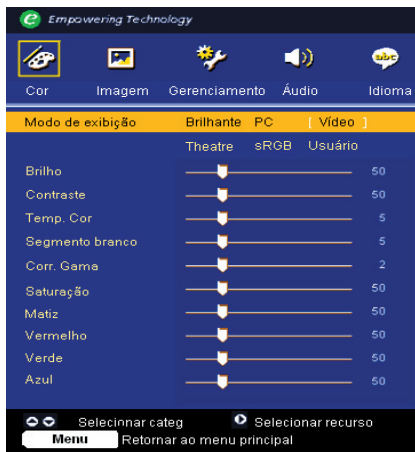 Empowering Technology
Cor Imagem Gerenciamento Áudio Idioma
Modo de exibição Brilhante PC [ Vídeo ]
Theatre sRGB Usuário
Brilho 50
Contraste 50
Temp. Cor 5
Segmento branco 5
Corr. Gama 2
Saturação 50
Matiz 50
Vermelho 50
Verde 50
Azul 50
Selecinnar categ Selecionar recurso
Menu Retornar ao menu principal